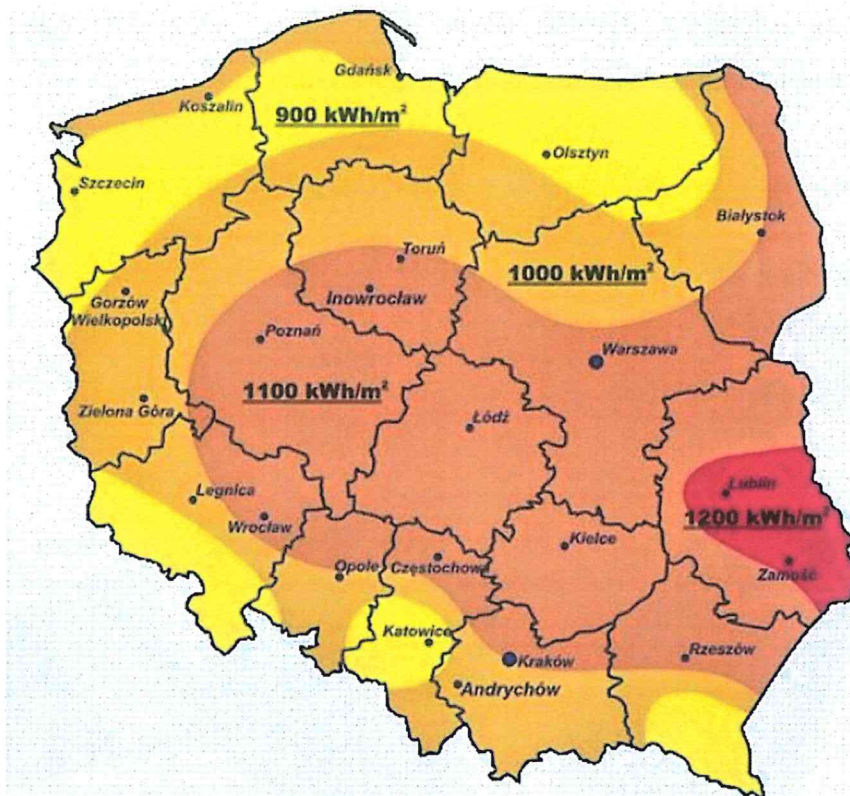 Gdańsk
Koszalin
900 kWh/m²
Olsztyn
Szczecin
Białystok
Toruń
1000 kWh/m²
Inowrocław
Gorzów
Wielkopolski
Poznań
Warszawa
1100 kWh/m²
Zielona Góra
Łódź
Legnica
Lublin
Wrocław
1200 kWh/m²
Kielce
Opole
Częstochowa
Zamość
Katowice
Kraków
Rzeszów
Andrychów